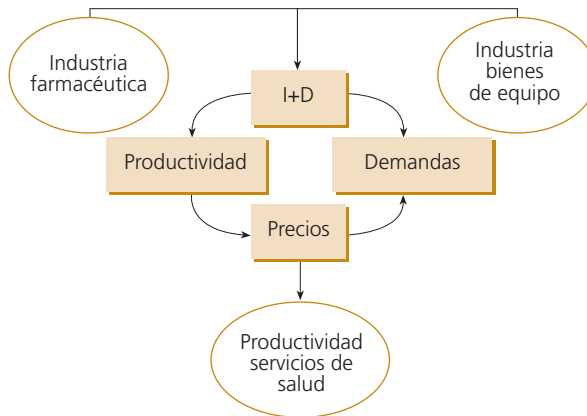 Industria
farmacéutica
Industria
bienes
de equipo
I+D
Productividad
Demandas
Precios
Productividad
servicios de
salud